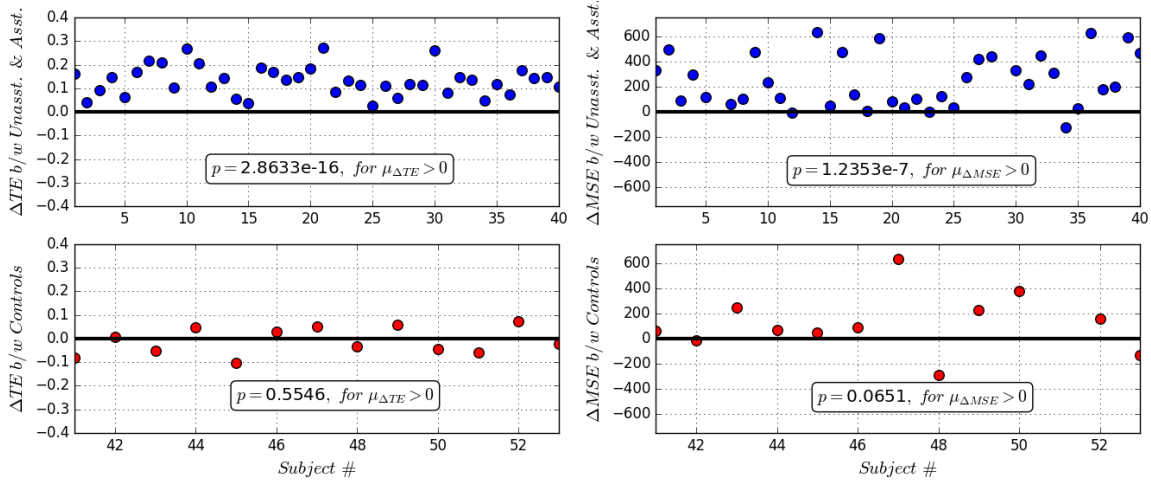 ΔTE b/w Unasst. & Asst.
0.4
0.3
0.2
0.1
0.0
−0.1
−0.2
−0.3
−0.4
p = 2.8633e-16, for μΔTE > 0
5 10 15 20 25 30 35 40
ΔMSE b/w Unasst. & Asst.
600
400
200
0
−200
−400
−600
p = 1.2353e-7, for μΔMSE > 0
5 10 15 20 25 30 35 40
ΔTE b/w Controls
0.4
0.3
0.2
0.1
0.0
−0.1
−0.2
−0.3
−0.4
p = 0.5546, for μΔTE > 0
42 44 46 48 50 52
Subject #
ΔMSE b/w Controls
600
400
200
0
−200
−400
−600
p = 0.0651, for μΔMSE > 0
42 44 46 48 50 52
Subject #